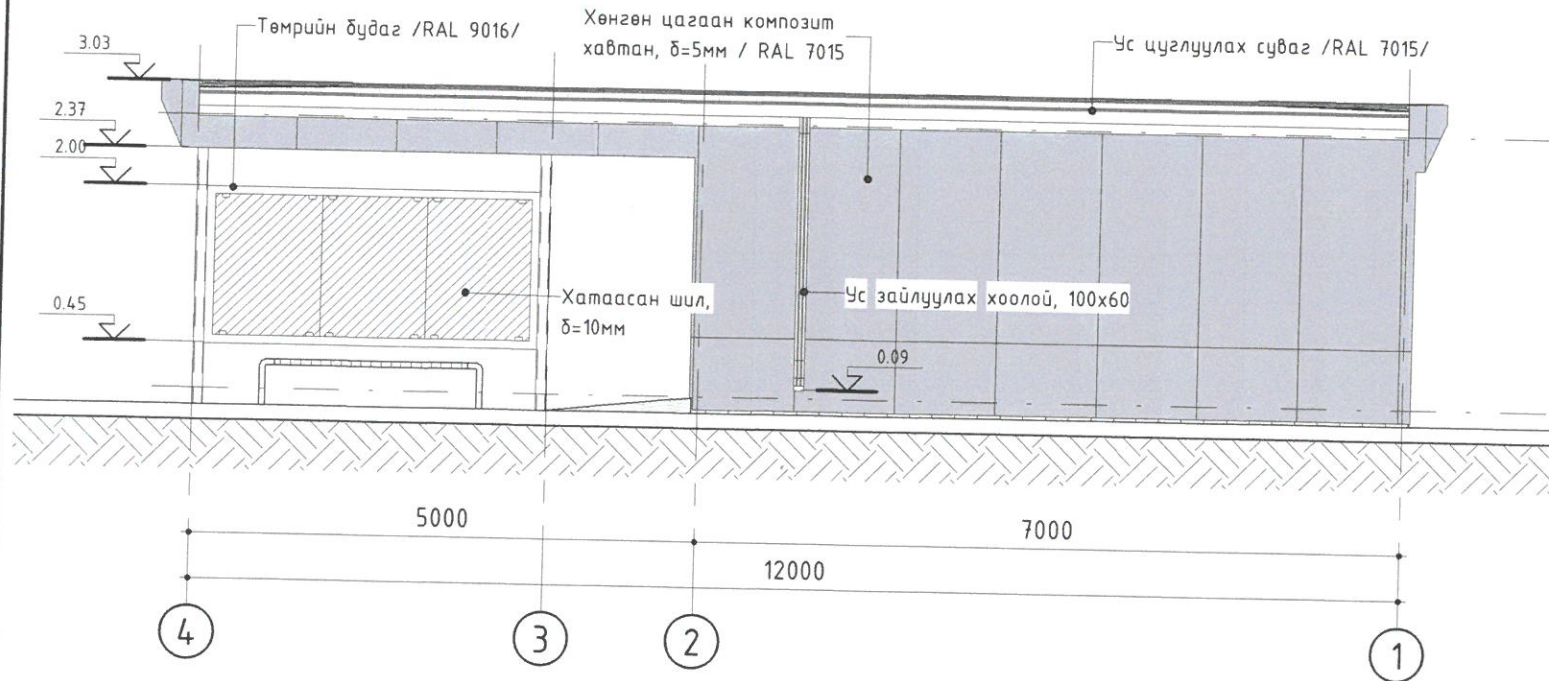 Төмрийн будаг /RAL 9016/
Хөнгөн цагаан композит
хавтан, δ=5мм / RAL 7015
Ус цуглуулах суваг /RAL 7015/
3.03
2.37
2.00
0.45
Хатаасан шил,
δ=10мм
Ус зайлуулах хоолой, 100x60
0.09
5000
7000
12000
4
3
2
1